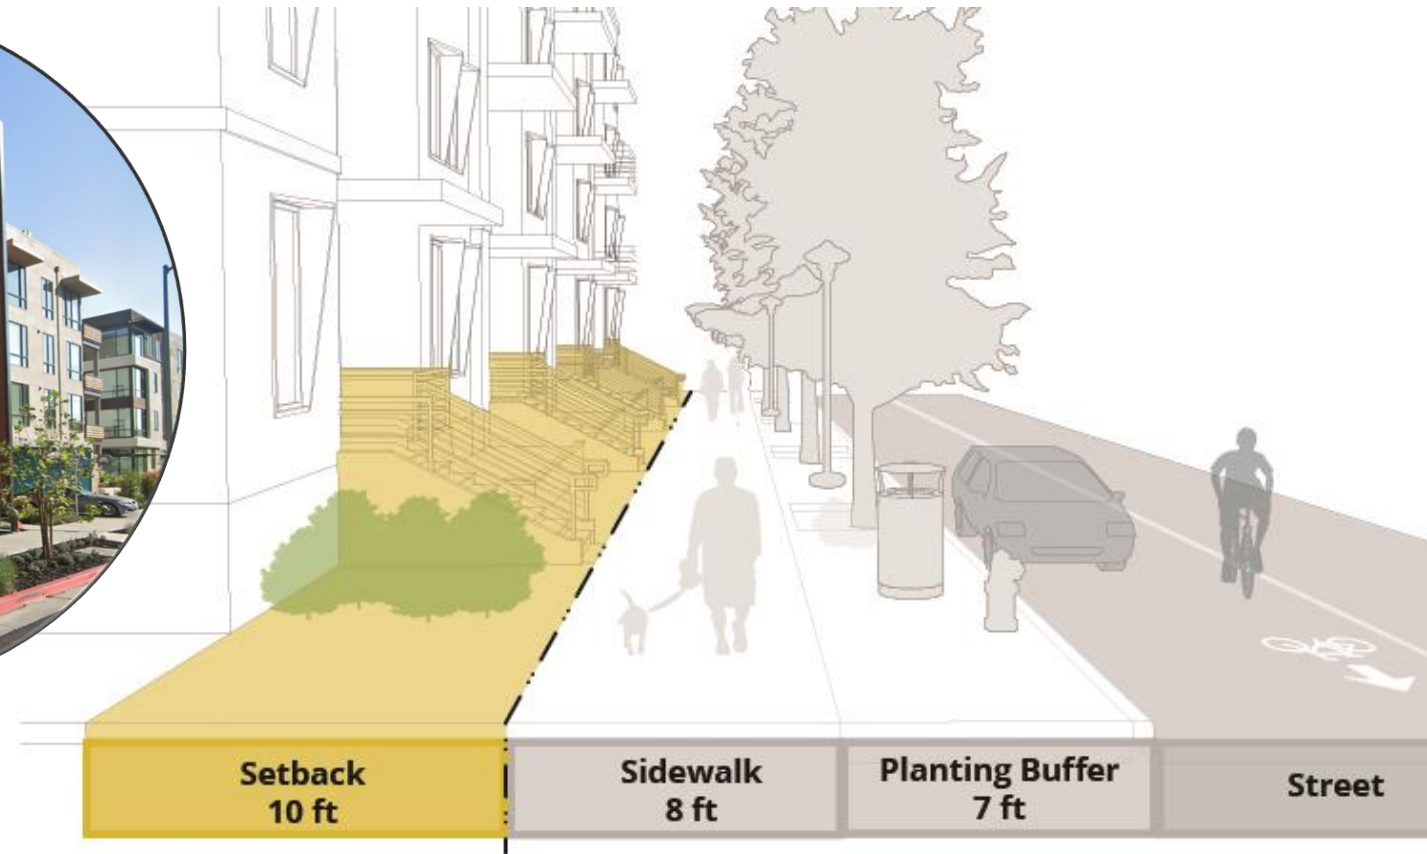 Setback
10 ft
Sidewalk
8 ft
Planting Buffer
7 ft
Street